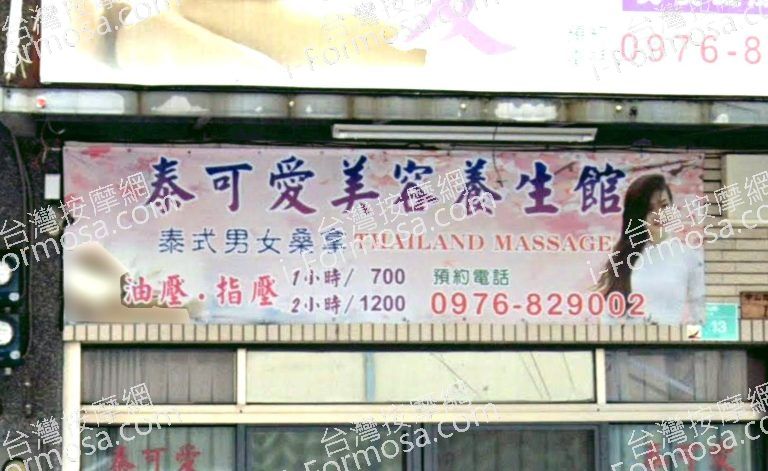 0976-8
泰可愛美容養生館
泰式男女桑拿 THAILAND MASSAGE
油壓.指壓
1小時/ 700
2小時/ 1200
預約電話
0976-829002
13
泰可愛
台灣按摩網
i-Formosa.com